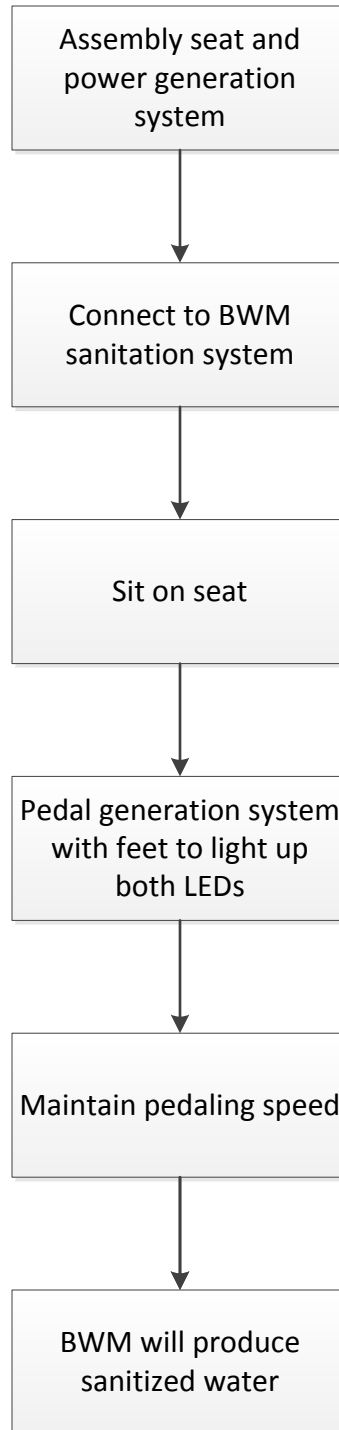 Assembly seat and
power generation
system
Connect to BWM
sanitation system
Sit on seat
Pedal generation system
with feet to light up
both LEDs
Maintain pedaling speed
BWM will produce
sanitized water